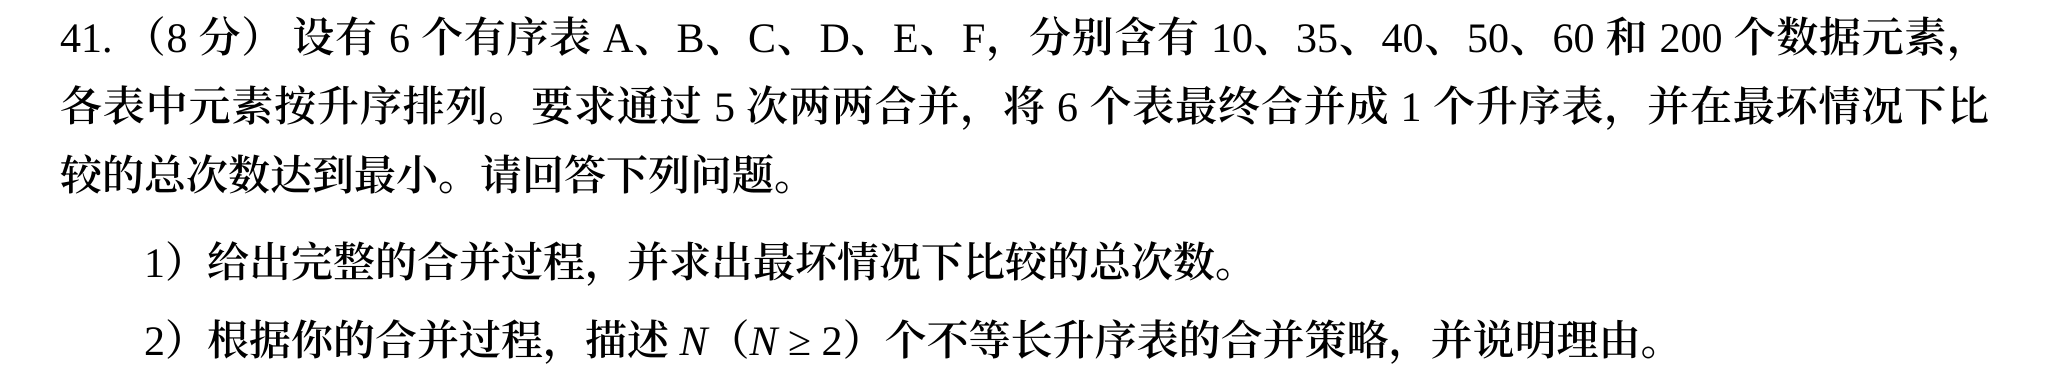 41. （8 分） 设有 6 个有序表 A、B、C、D、E、F，分别含有 10、35、40、50、60 和 200 个数据元素，
各表中元素按升序排列。要求通过 5 次两两合并，将 6 个表最终合并成 1 个升序表，并在最坏情况下比
较的总次数达到最小。请回答下列问题。
1）给出完整的合并过程，并求出最坏情况下比较的总次数。
2）根据你的合并过程，描述 N（N ≥ 2）个不等长升序表的合并策略，并说明理由。